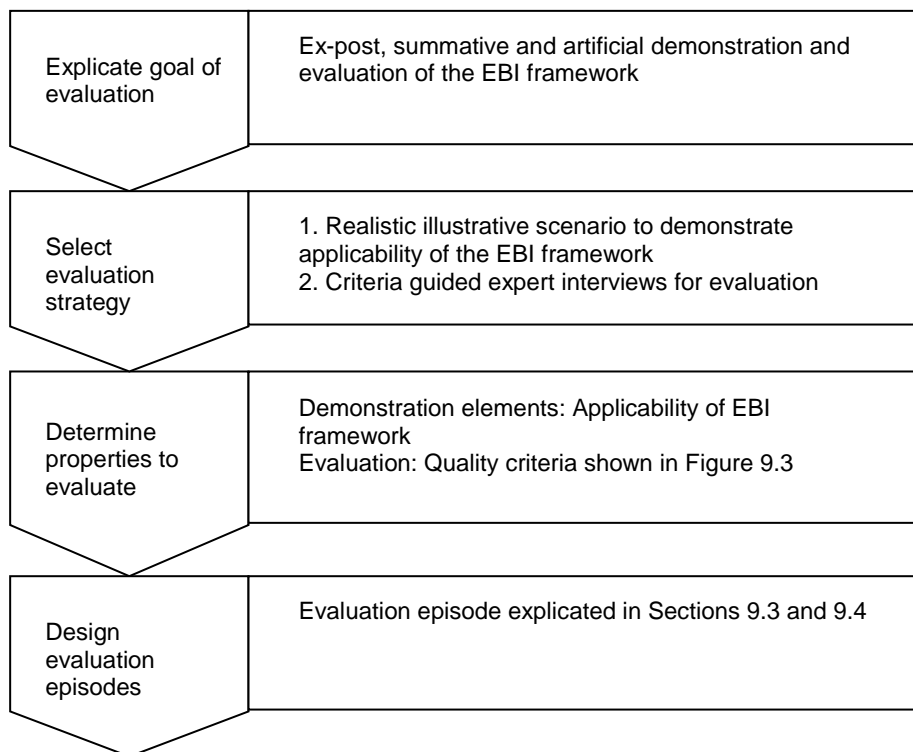 Explicate goal of
evaluation
Ex-post, summative and artificial demonstration and
evaluation of the EBI framework
Select
evaluation
strategy
1. Realistic illustrative scenario to demonstrate
applicability of the EBI framework
2. Criteria guided expert interviews for evaluation
Determine
properties to
evaluate
Demonstration elements: Applicability of EBI
framework
Evaluation: Quality criteria shown in Figure 9.3
Design
evaluation
episodes
Evaluation episode explicated in Sections 9.3 and 9.4